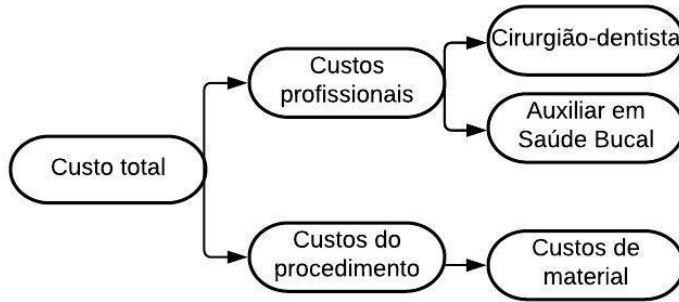 Custo total
Custos
profissionais
Cirurgião-dentista
Auxiliar em
Saúde Bucal
Custos do
procedimento
Custos de
material